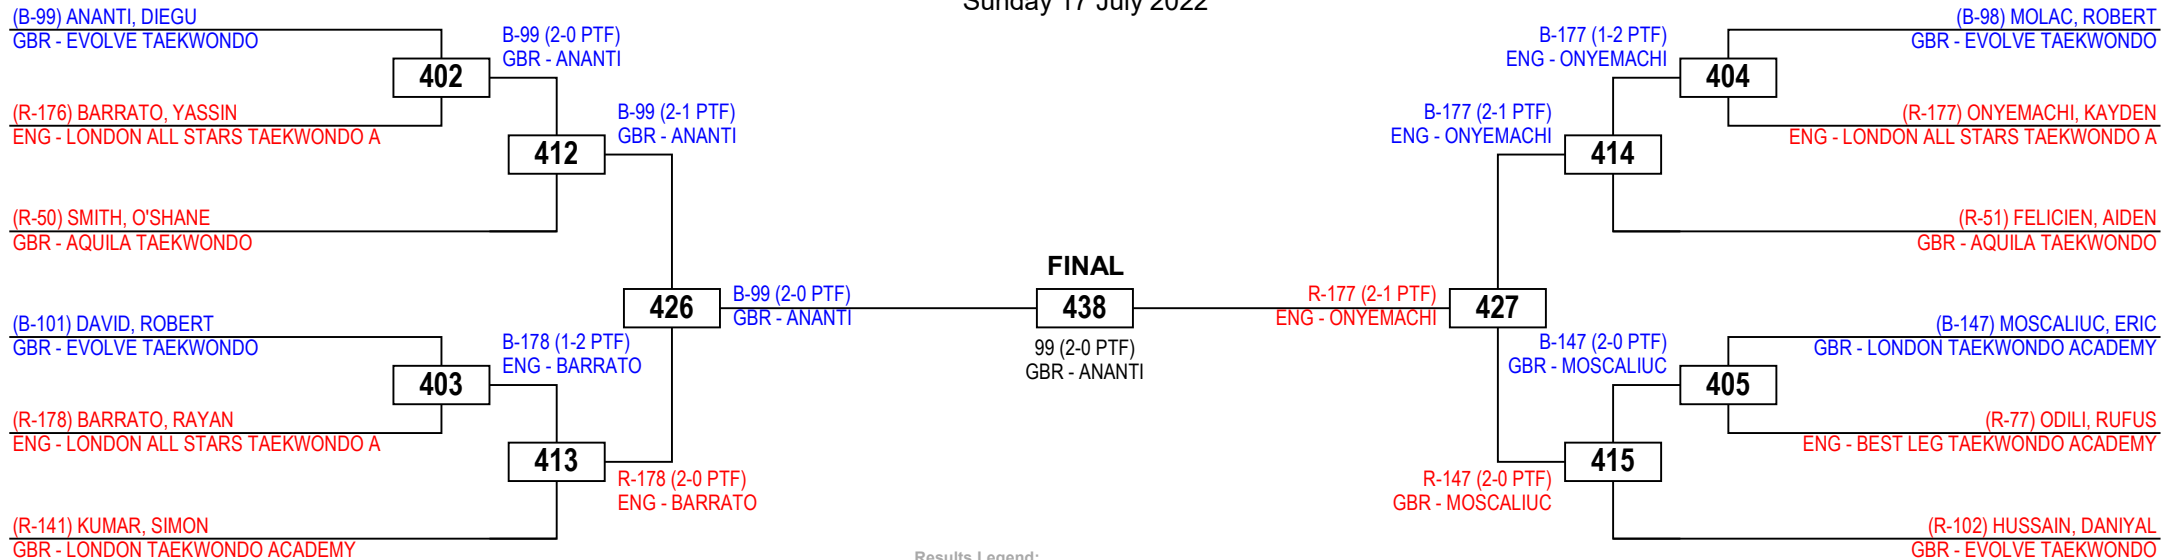 Sunday 17 July 2022
(B-99) ANANTI, DIEGU
GBR - EVOLVE TAEKWONDO
B-99 (2-0 PTF)
GBR - ANANTI
402
(R-176) BARRATO, YASSIN
ENG - LONDON ALL STARS TAEKWONDO A
B-99 (2-1 PTF)
GBR - ANANTI
412
(R-50) SMITH, O'SHANE
GBR - AQUILA TAEKWONDO
426
B-99 (2-0 PTF)
GBR - ANANTI
(B-101) DAVID, ROBERT
GBR - EVOLVE TAEKWONDO
B-178 (1-2 PTF)
ENG - BARRATO
403
(R-178) BARRATO, RAYAN
ENG - LONDON ALL STARS TAEKWONDO A
413
R-178 (2-0 PTF)
ENG - BARRATO
(R-141) KUMAR, SIMON
GBR - LONDON TAEKWONDO ACADEMY
FINAL
438
99 (2-0 PTF)
GBR - ANANTI
(B-98) MOLAC, ROBERT
GBR - EVOLVE TAEKWONDO
B-177 (1-2 PTF)
ENG - ONYEMACHI
404
(R-177) ONYEMACHI, KAYDEN
ENG - LONDON ALL STARS TAEKWONDO A
B-177 (2-1 PTF)
ENG - ONYEMACHI
414
(R-51) FELICIEN, AIDEN
GBR - AQUILA TAEKWONDO
R-177 (2-1 PTF)
ENG - ONYEMACHI
427
(B-147) MOSCALIUC, ERIC
GBR - LONDON TAEKWONDO ACADEMY
B-147 (2-0 PTF)
GBR - MOSCALIUC
405
(R-77) ODILI, RUFUS
ENG - BEST LEG TAEKWONDO ACADEMY
415
R-147 (2-0 PTF)
GBR - MOSCALIUC
(R-102) HUSSAIN, DANIYAL
GBR - EVOLVE TAEKWONDO
Results Legend: